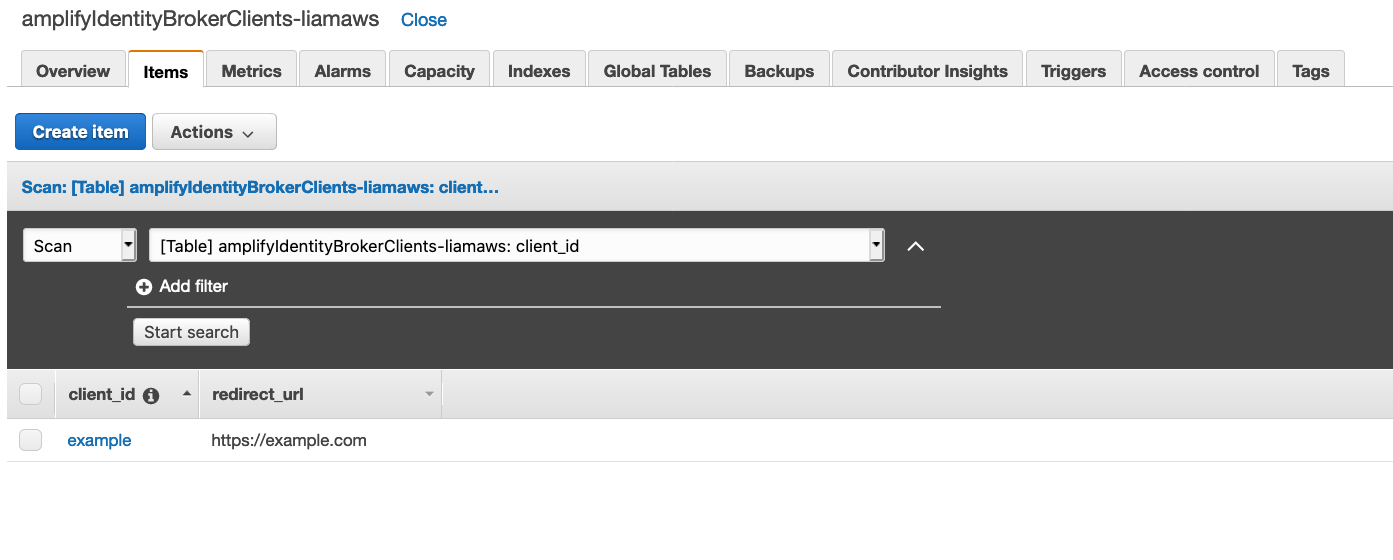 amplifyIdentityBrokerClients-liamaws Close
Overview Items Metrics Alarms Capacity Indexes Global Tables Backups Contributor Insights Triggers Access control Tags
Create item Actions
Scan: [Table] amplifyIdentityBrokerClients-liamaws: client...
Scan [Table] amplifyIdentityBrokerClients-liamaws: client_id
Add filter
Start search
client_id redirect_url
example https://example.com